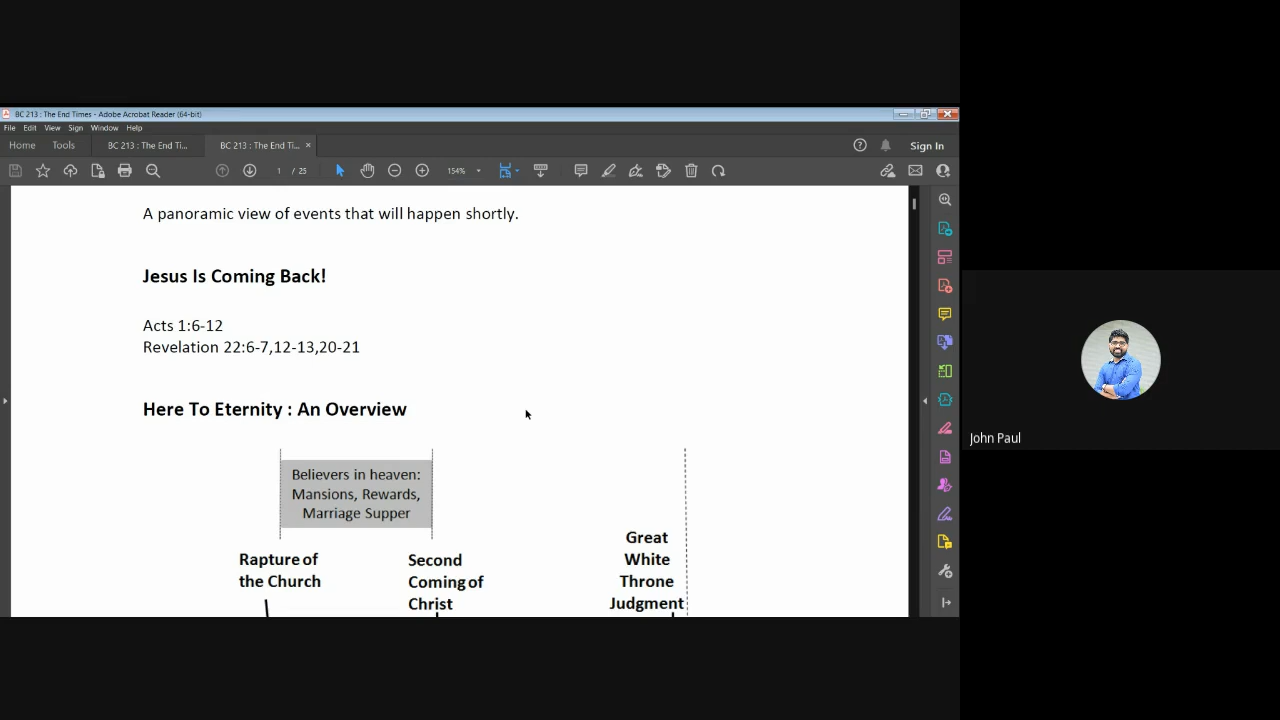 BC 213 : The End Times - Adobe Acrobat Reader (64-bit)
File Edit View Sign Window Help
Home Tools BC 213 : The End Ti... BC 213 : The End Ti... × Sign In
1 / 25 154%
A panoramic view of events that will happen shortly.
Jesus Is Coming Back!
Acts 1:6-12
Revelation 22:6-7,12-13,20-21
Here To Eternity : An Overview
Believers in heaven:
Mansions, Rewards,
Marriage Supper
Rapture of
the Church
Second
Coming of
Christ
Great
White
Throne
Judgment
John Paul